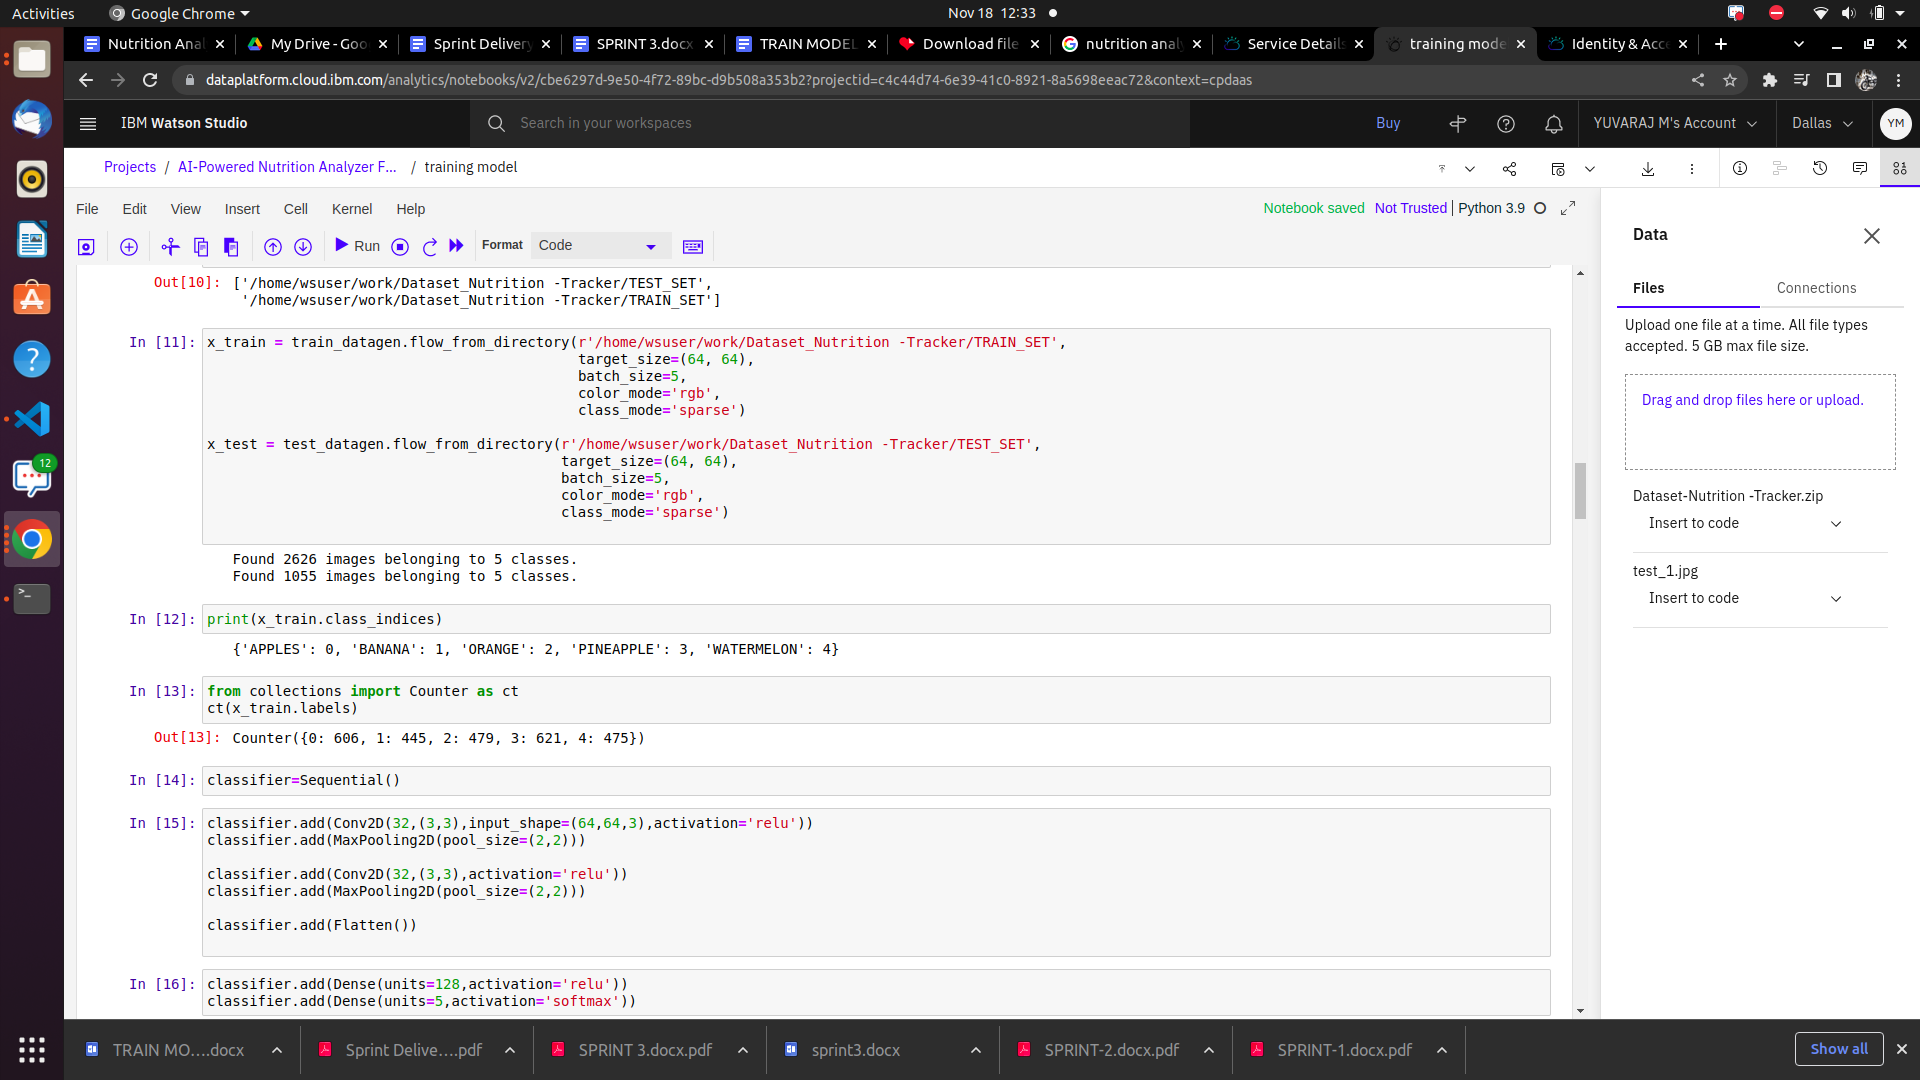 Activities
Google Chrome
Nov 18 12:33
Nutrition Anal
My Drive - Goo
Sprint Delivery
SPRINT 3.docx
TRAIN MODEL
Download file
nutrition analy
Service Details
training mode
Identity & Acce
dataplatform.cloud.ibm.com/analytics/notebooks/v2/cbe6297d-9e50-4f72-89bc-d9b508a353b2?projectid=c4c44d74-6e39-41c0-8921-8a5698eeac72&context=cpdaas
IBM Watson Studio
Search in your workspaces
Buy
YUVARAJ M's Account
Dallas
YM
Projects / AI-Powered Nutrition Analyzer F... / training model
File Edit View Insert Cell Kernel Help
Notebook saved Not Trusted | Python 3.9
Run Format Code
Out[10]: ['/home/wsuser/work/Dataset_Nutrition -Tracker/TEST_SET',
'/home/wsuser/work/Dataset_Nutrition -Tracker/TRAIN_SET']
In [11]: x_train = train_datagen.flow_from_directory(r'/home/wsuser/work/Dataset_Nutrition -Tracker/TRAIN_SET',
target_size=(64, 64),
batch_size=5,
color_mode='rgb',
class_mode='sparse')
x_test = test_datagen.flow_from_directory(r'/home/wsuser/work/Dataset_Nutrition -Tracker/TEST_SET',
target_size=(64, 64),
batch_size=5,
color_mode='rgb',
class_mode='sparse')
Found 2626 images belonging to 5 classes.
Found 1055 images belonging to 5 classes.
In [12]: print(x_train.class_indices)
{'APPLES': 0, 'BANANA': 1, 'ORANGE': 2, 'PINEAPPLE': 3, 'WATERMELON': 4}
In [13]: from collections import Counter as ct
ct(x_train.labels)
Out[13]: Counter({0: 606, 1: 445, 2: 479, 3: 621, 4: 475})
In [14]: classifier=Sequential()
In [15]: classifier.add(Conv2D(32,(3,3),input_shape=(64,64,3),activation='relu'))
classifier.add(MaxPooling2D(pool_size=(2,2)))
classifier.add(Conv2D(32,(3,3),activation='relu'))
classifier.add(MaxPooling2D(pool_size=(2,2)))
classifier.add(Flatten())
In [16]: classifier.add(Dense(units=128,activation='relu'))
classifier.add(Dense(units=5,activation='softmax'))
Data
Files Connections
Upload one file at a time. All file types
accepted. 5 GB max file size.
Drag and drop files here or upload.
Dataset-Nutrition -Tracker.zip
Insert to code
test_1.jpg
Insert to code
12
TRAIN MO....docx
Sprint Delive....pdf
SPRINT 3.docx.pdf
sprint3.docx
SPRINT-2.docx.pdf
SPRINT-1.docx.pdf
Show all